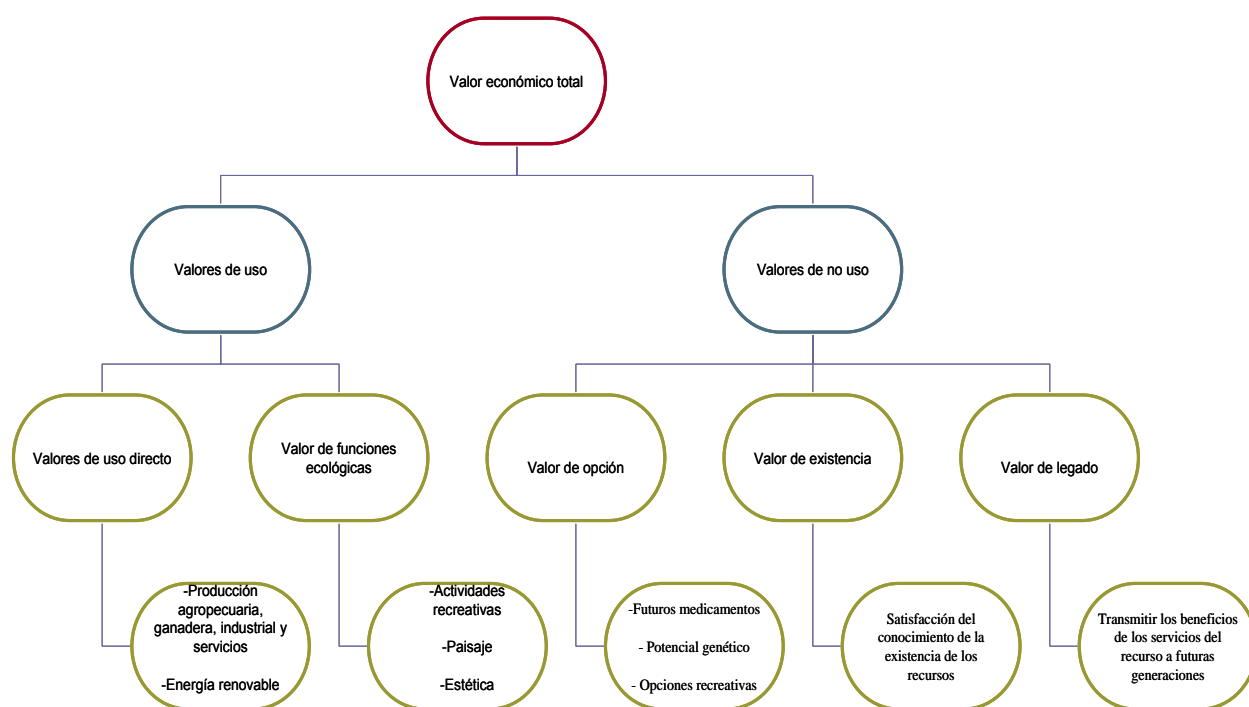 Valor económico total
Valores de uso
Valores de no uso
Valores de uso directo
Valor de funciones
ecológicas
Valor de opción
Valor de existencia
Valor de legado
-Producción
agropecuaria,
ganadera, industrial y
servicios
-Energía renovable
-Actividades
recreativas
-Paisaje
-Estética
-Futuros medicamentos
- Potencial genético
- Opciones recreativas
Satisfacción del
conocimiento de la
existencia de los
recursos
Transmitir los beneficios
de los servicios del
recurso a futuras
generaciones